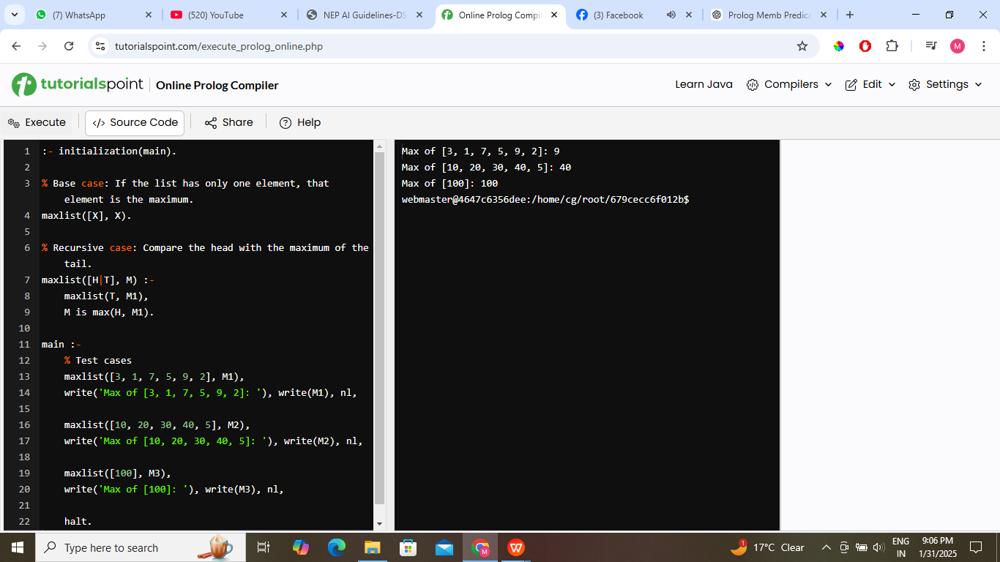 (7) WhatsApp
(520) YouTube
NEP AI Guidelines-DS
Online Prolog Compil
(3) Facebook
Prolog Memb Predica
tutorialspoint.com/execute_prolog_online.php
M
tutorialspoint
Online Prolog Compiler
Learn Java
Compilers
Edit
Settings
Execute
</> Source Code
Share
Help
1 :- initialization(main).
2
3 % Base case: If the list has only one element, that
element is the maximum.
4 maxlist([X], X).
5
6 % Recursive case: Compare the head with the maximum of the
tail.
7 maxlist([H|T], M) :-
8 maxlist(T, M1),
9 M is max(H, M1).
10
11 main :-
12 % Test cases
13 maxlist([3, 1, 7, 5, 9, 2], M1),
14 write('Max of [3, 1, 7, 5, 9, 2]: '), write(M1), nl,
15
16 maxlist([10, 20, 30, 40, 5], M2),
17 write('Max of [10, 20, 30, 40, 5]: '), write(M2), nl,
18
19 maxlist([100], M3),
20 write('Max of [100]: '), write(M3), nl,
21
22 halt.
Max of [3, 1, 7, 5, 9, 2]: 9
Max of [10, 20, 30, 40, 5]: 40
Max of [100]: 100
webmaster@4647c6356dee:/home/cg/root/679cecc6f012b$
Type here to search
M
W
1
17°C Clear
ENG
IN
9:06 PM
1/31/2025